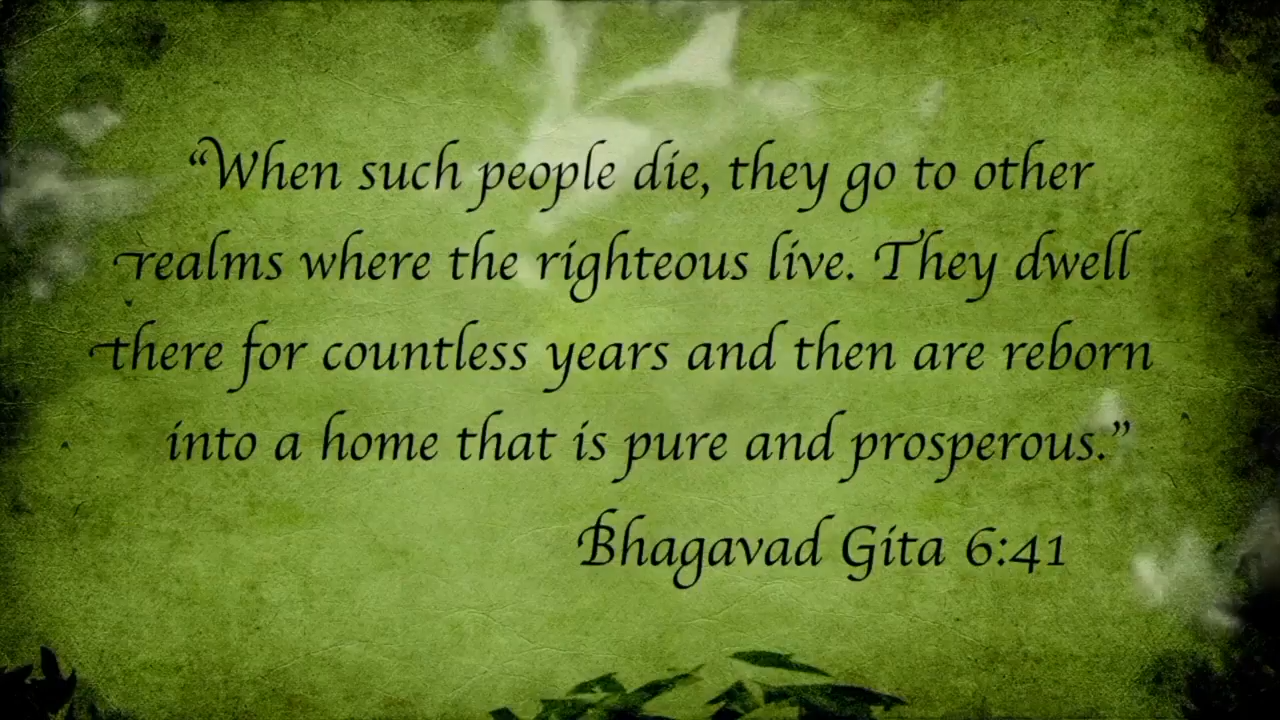 “When such people die, they go to other
realms where the righteous live. They dwell
there for countless years and then are reborn
into a home that is pure and prosperous.”
Bhagavad Gita 6:41